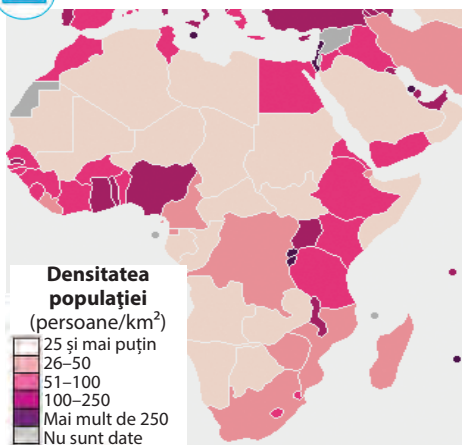 Densitatea
populaţiei
(persoane/km²)
25 și mai puțin
26–50
51–100
100–250
Mai mult de 250
Nu sunt date